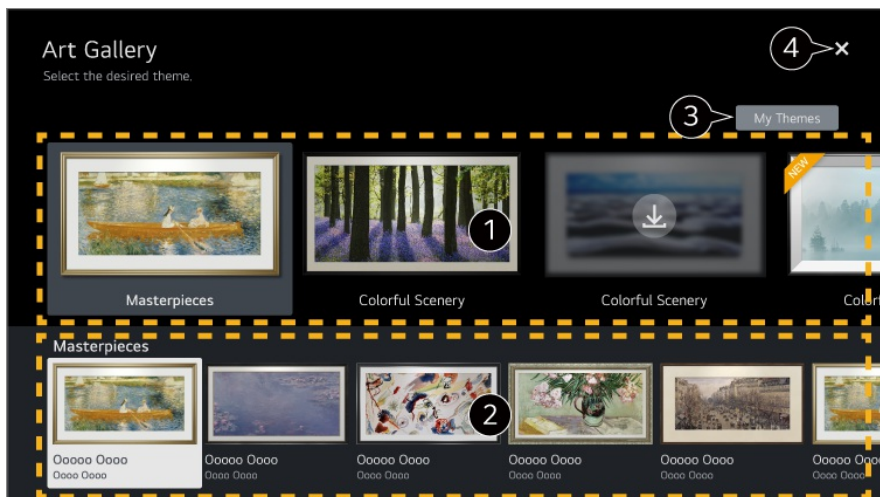 Art Gallery
4
Select the desired theme.
3
My Themes
NEW
1
Masterpieces
Colorful Scenery
Colorful Scenery
Masterpieces
2
Ooooo Oooo
Ooooo Oooo
Ooooo Oooo
Ooooo Oooo
Ooooo Oooo
Ooooo Oooo
Oooo Oooo
Oooo Oooo
Oooo Oooo
Oooo Oooo
Oooo Oooo
Oooo Oooo